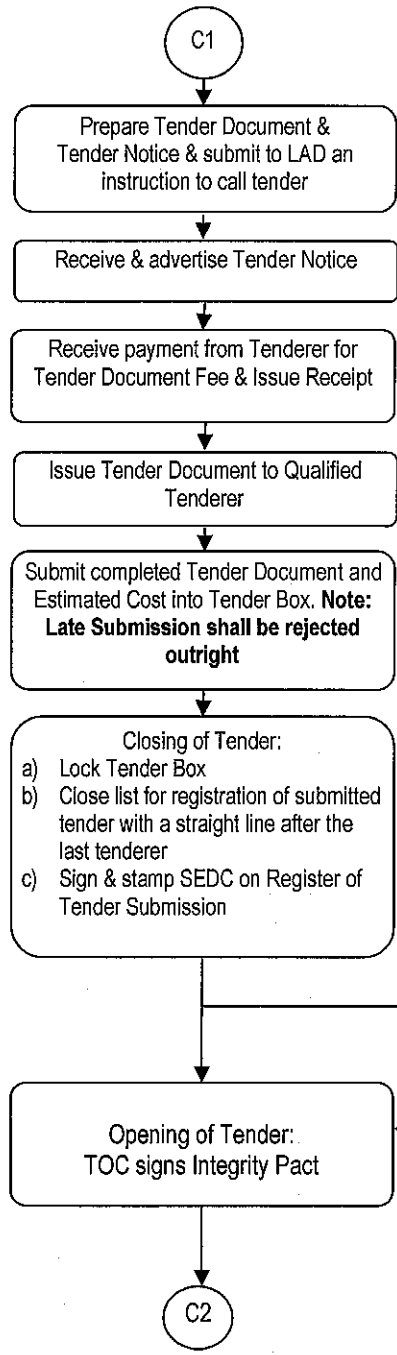 C1
Prepare Tender Document &
Tender Notice & submit to LAD an
instruction to call tender
Receive & advertise Tender Notice
Receive payment from Tenderer for
Tender Document Fee & Issue Receipt
Issue Tender Document to Qualified
Tenderer
Submit completed Tender Document and
Estimated Cost into Tender Box. Note:
Late Submission shall be rejected
outright
Closing of Tender:
a) Lock Tender Box
b) Close list for registration of submitted
tender with a straight line after the
last tenderer
c) Sign & stamp SEDC on Register of
Tender Submission
Opening of Tender:
TOC signs Integrity Pact
C2